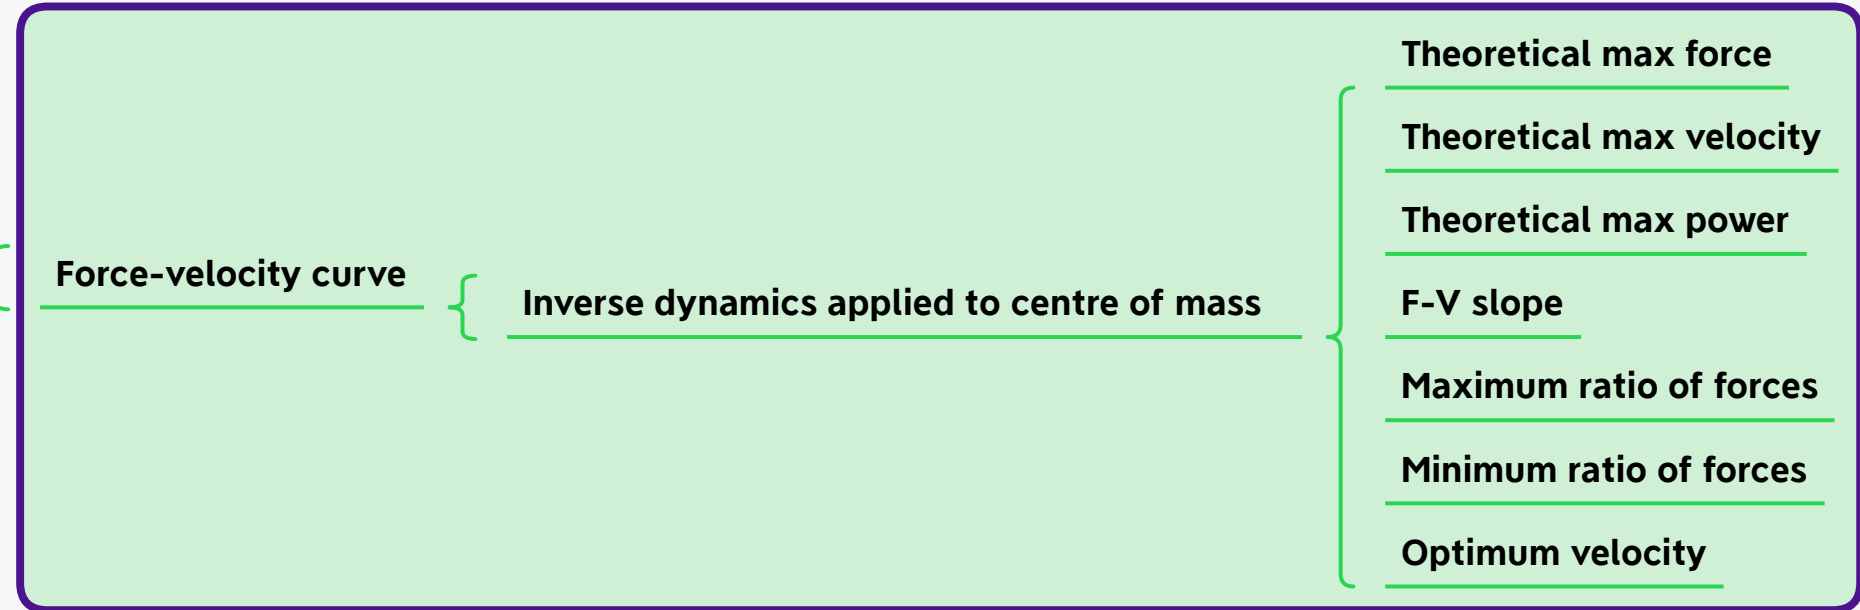 Force-velocity curve
Inverse dynamics applied to centre of mass
Theoretical max force
Theoretical max velocity
Theoretical max power
F-V slope
Maximum ratio of forces
Minimum ratio of forces
Optimum velocity